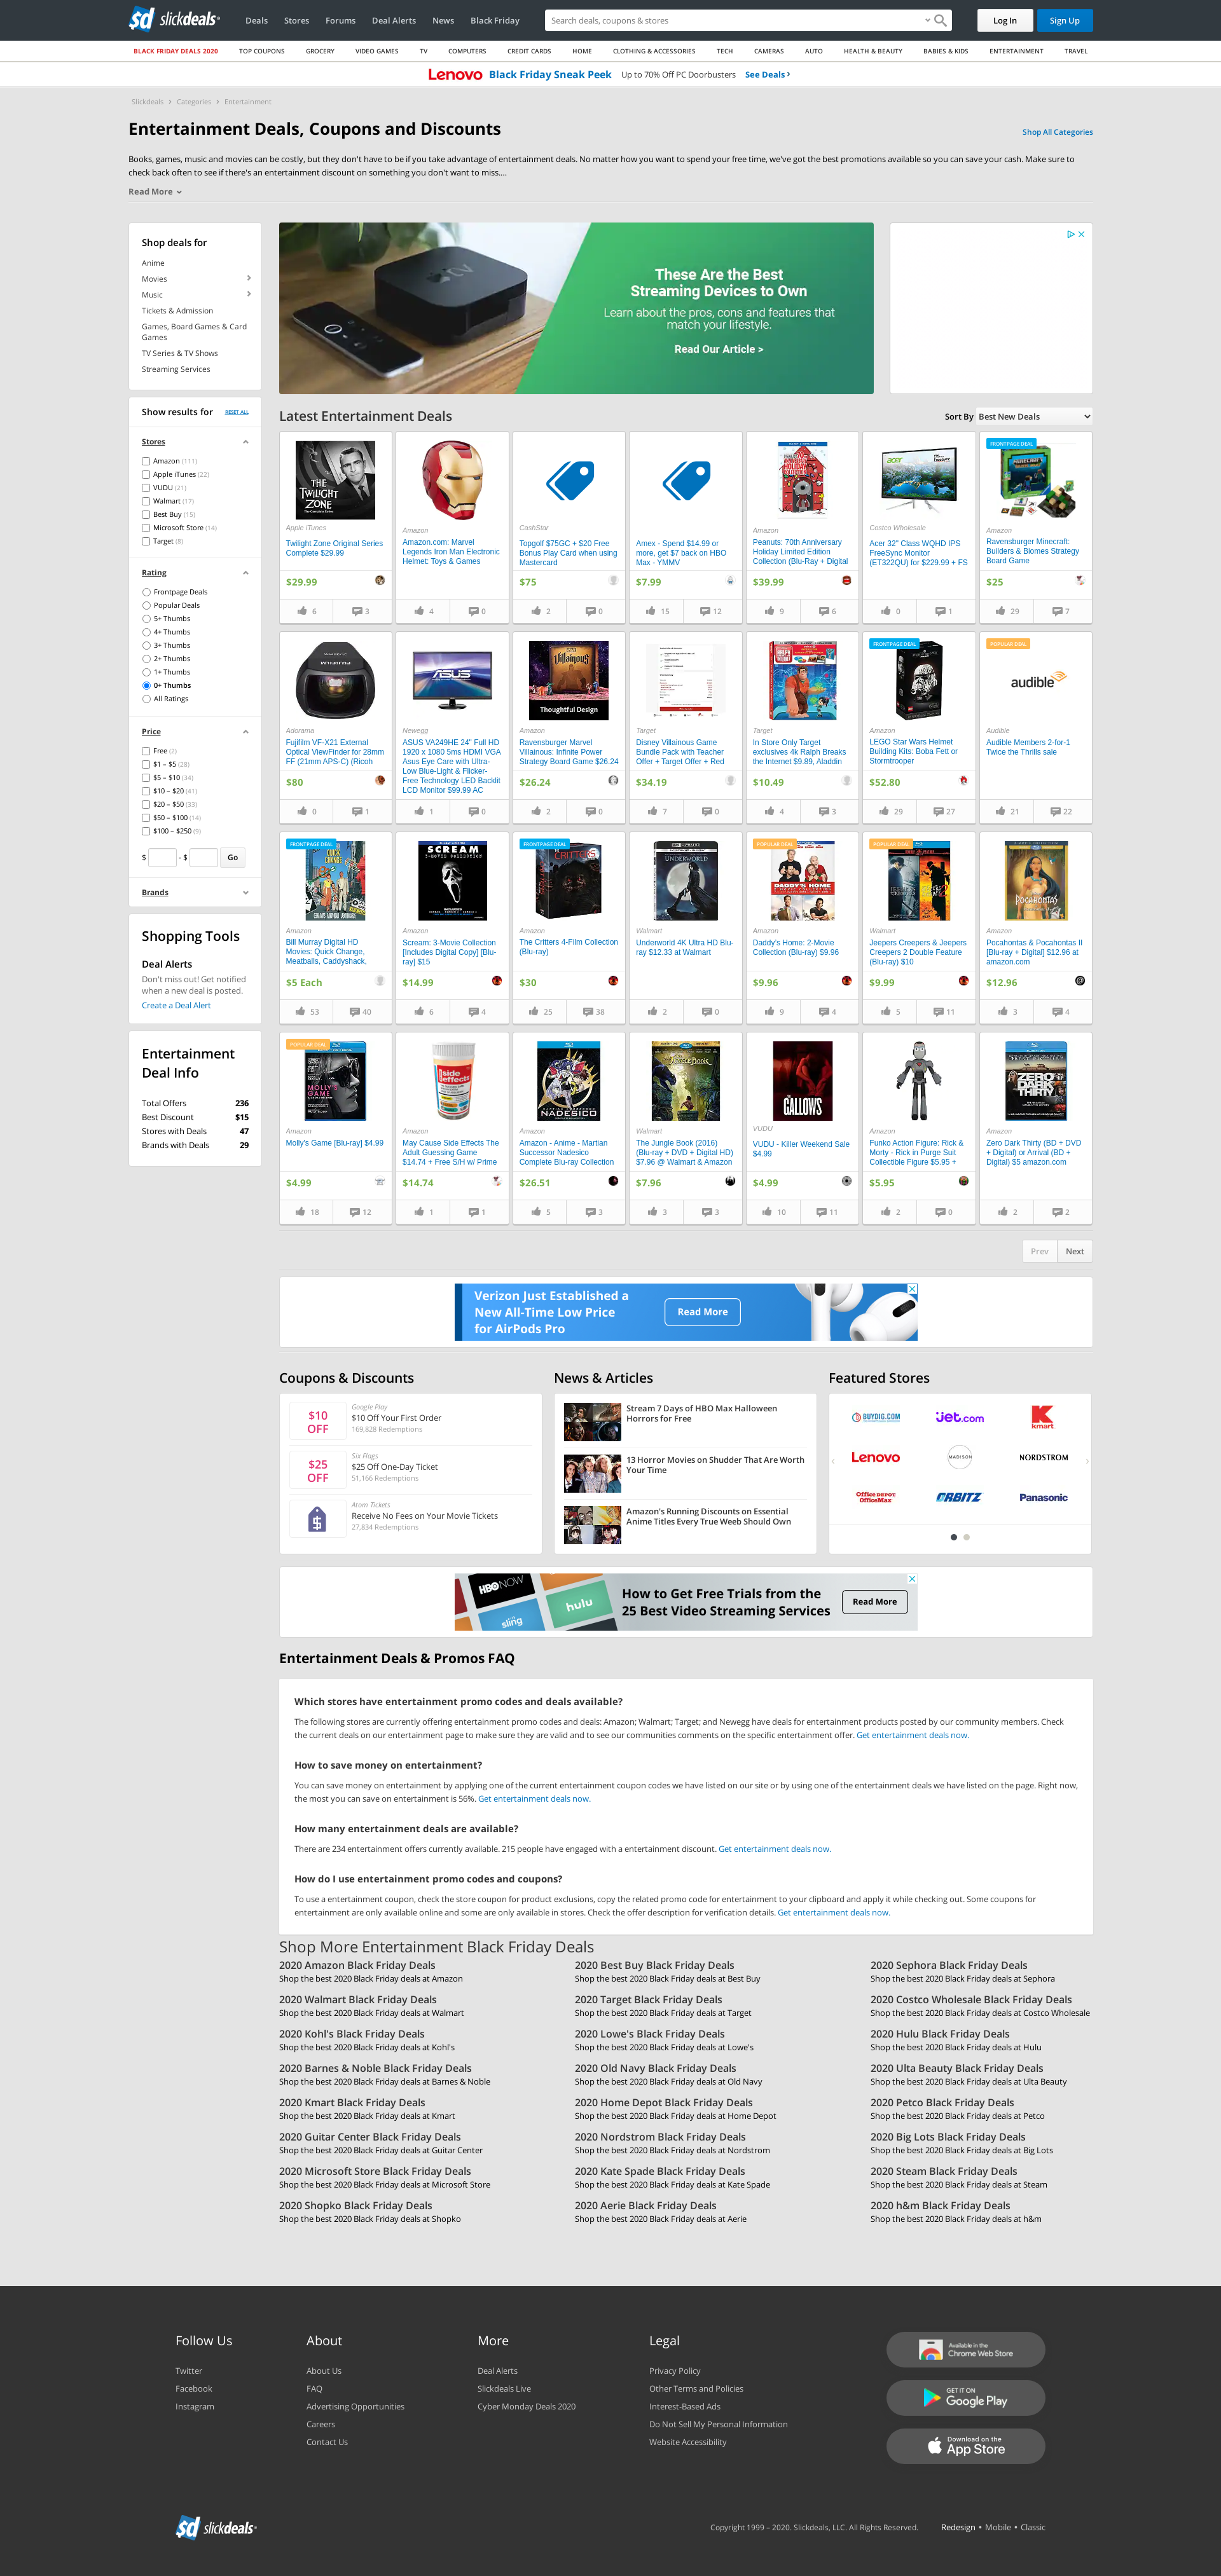 slickdeals
Deals
Stores
Forums
Deal Alerts
News
Black Friday
Search deals, coupons & stores
Log In
Sign Up
BLACK FRIDAY DEALS 2020
TOP COUPONS
GROCERY
VIDEO GAMES
TV
COMPUTERS
CREDIT CARDS
HOME
CLOTHING & ACCESSORIES
TECH
CAMERAS
AUTO
HEALTH & BEAUTY
BABIES & KIDS
ENTERTAINMENT
TRAVEL
Lenovo Black Friday Sneak Peek Up to 70% Off PC Doorbusters See Deals
Slickdeals › Categories › Entertainment
Entertainment Deals, Coupons and Discounts
Shop All Categories
Books, games, music and movies can be costly, but they don't have to be if you take advantage of entertainment deals. No matter how you want to spend your free time, we've got the best promotions available so you can save your cash. Make sure to
check back often to see if there's an entertainment discount on something you don't want to miss....
Read More
Shop deals for
Anime
Movies
Music
Tickets & Admission
Games, Board Games & Card
Games
TV Series & TV Shows
Streaming Services
These Are the Best
Streaming Devices to Own
Learn about the pros, cons and features that
match your lifestyle.
Read Our Article >
Show results for
RESET ALL
Stores
Amazon (111)
Apple iTunes (22)
VUDU (21)
Walmart (17)
Best Buy (15)
Microsoft Store (14)
Target (8)
Rating
Frontpage Deals
Popular Deals
5+ Thumbs
4+ Thumbs
3+ Thumbs
2+ Thumbs
1+ Thumbs
0+ Thumbs
All Ratings
Price
Free (2)
$1 – $5 (28)
$5 – $10 (34)
$10 – $20 (41)
$20 – $50 (33)
$50 – $100 (14)
$100 – $250 (9)
$ - $ Go
Brands
Shopping Tools
Deal Alerts
Don't miss out! Get notified
when a new deal is posted.
Create a Deal Alert
Entertainment
Deal Info
Total Offers 236
Best Discount $15
Stores with Deals 47
Brands with Deals 29
Latest Entertainment Deals
Sort By Best New Deals
THE
TWILIGHT
ZONE
Apple iTunes
Twilight Zone Original Series
Complete $29.99
$29.99
6 3
Amazon
Amazon.com: Marvel
Legends Iron Man Electronic
Helmet: Toys & Games
4 0
CashStar
Topgolf $75GC + $20 Free
Bonus Play Card when using
Mastercard
$75
2 0
Amex - Spend $14.99 or
more, get $7 back on HBO
Max - YMMV
$7.99
15 12
Amazon
Peanuts: 70th Anniversary
Holiday Limited Edition
Collection (Blu-Ray + Digital
$39.99
9 6
acer
Costco Wholesale
Acer 32" Class WQHD IPS
FreeSync Monitor
(ET322QU) for $229.99 + FS
0 1
FRONTPAGE DEAL
Amazon
Ravensburger Minecraft:
Builders & Biomes Strategy
Board Game
$25
29 7
FUJIFILM
Adorama
Fujifilm VF-X21 External
Optical ViewFinder for 28mm
FF (21mm APS-C) (Ricoh
$80
0 1
ASUS
Newegg
ASUS VA249HE 24" Full HD
1920 x 1080 5ms HDMI VGA
Asus Eye Care with Ultra-
Low Blue-Light & Flicker-
Free Technology LED Backlit
LCD Monitor $99.99 AC
1 0
Villainous
Thoughtful Design
Amazon
Ravensburger Marvel
Villainous: Infinite Power
Strategy Board Game $26.24
$26.24
2 0
Target
Disney Villainous Game
Bundle Pack with Teacher
Offer + Target Offer + Red
$34.19
7 0
Target
In Store Only Target
exclusives 4k Ralph Breaks
the Internet $9.89, Aladdin
$10.49
4 3
FRONTPAGE DEAL
Amazon
LEGO Star Wars Helmet
Building Kits: Boba Fett or
Stormtrooper
$52.80
29 27
POPULAR DEAL
audible
Audible
Audible Members 2-for-1
Twice the Thrills sale
21 22
FRONTPAGE DEAL
QUICK
CHANGE
Amazon
Bill Murray Digital HD
Movies: Quick Change,
Meatballs, Caddyshack,
$5 Each
53 40
SCREAM
3-MOVIE COLLECTION
Amazon
Scream: 3-Movie Collection
[Includes Digital Copy] [Blu-
ray] $15
$14.99
6 4
FRONTPAGE DEAL
CRITTERS
Amazon
The Critters 4-Film Collection
(Blu-ray)
$30
25 38
UNDERWORLD
Walmart
Underworld 4K Ultra HD Blu-
ray $12.33 at Walmart
2 0
POPULAR DEAL
DADDY'S HOME
Amazon
Daddy's Home: 2-Movie
Collection (Blu-ray) $9.96
$9.96
9 4
POPULAR DEAL
Walmart
Jeepers Creepers & Jeepers
Creepers 2 Double Feature
(Blu-ray) $10
$9.99
5 11
POCAHONTAS
Amazon
Pocahontas & Pocahontas II
[Blu-ray + Digital] $12.96 at
amazon.com
$12.96
3 4
POPULAR DEAL
MOLLY'S
GAME
Amazon
Molly's Game [Blu-ray] $4.99
$4.99
18 12
side
effects
Amazon
May Cause Side Effects The
Adult Guessing Game
$14.74 + Free S/H w/ Prime
$14.74
1 1
NADESICO
Amazon
Amazon - Anime - Martian
Successor Nadesico
Complete Blu-ray Collection
$26.51
5 3
Jungle Book
Walmart
The Jungle Book (2016)
(Blu-ray + DVD + Digital HD)
$7.96 @ Walmart & Amazon
$7.96
3 3
THE
GALLOWS
VUDU
VUDU - Killer Weekend Sale
$4.99
$4.99
10 11
Amazon
Funko Action Figure: Rick &
Morty - Rick in Purge Suit
Collectible Figure $5.95 +
$5.95
2 0
ZERO DARK
THIRTY
Amazon
Zero Dark Thirty (BD + DVD
+ Digital) or Arrival (BD +
Digital) $5 amazon.com
2 2
Prev Next
Verizon Just Established a
New All-Time Low Price
for AirPods Pro
Read More
Coupons & Discounts
$10
OFF
Google Play
$10 Off Your First Order
169,828 Redemptions
$25
OFF
Six Flags
$25 Off One-Day Ticket
51,166 Redemptions
Atom Tickets
Receive No Fees on Your Movie Tickets
27,834 Redemptions
News & Articles
Stream 7 Days of HBO Max Halloween
Horrors for Free
13 Horror Movies on Shudder That Are Worth
Your Time
Amazon's Running Discounts on Essential
Anime Titles Every True Weeb Should Own
Featured Stores
BUYDIG.COM
Jet.com
kmart
Lenovo
MADISON
NORDSTROM
Office DEPOT
OfficeMax
ORBITZ
Panasonic
HBO NOW
sling
hulu
How to Get Free Trials from the
25 Best Video Streaming Services
Read More
Entertainment Deals & Promos FAQ
Which stores have entertainment promo codes and deals available?
The following stores are currently offering entertainment promo codes and deals: Amazon; Walmart; Target; and Newegg have deals for entertainment products posted by our community members. Check
the current deals on our entertainment page to make sure they are valid and to see our communities comments on the specific entertainment offer. Get entertainment deals now.
How to save money on entertainment?
You can save money on entertainment by applying one of the current entertainment coupon codes we have listed on our site or by using one of the entertainment deals we have listed on the page. Right now,
the most you can save on entertainment is 56%. Get entertainment deals now.
How many entertainment deals are available?
There are 234 entertainment offers currently available. 215 people have engaged with a entertainment discount. Get entertainment deals now.
How do I use entertainment promo codes and coupons?
To use a entertainment coupon, check the store coupon for product exclusions, copy the related promo code for entertainment to your clipboard and apply it while checking out. Some coupons for
entertainment are only available online and some are only available in stores. Check the offer description for verification details. Get entertainment deals now.
Shop More Entertainment Black Friday Deals
2020 Amazon Black Friday Deals
Shop the best 2020 Black Friday deals at Amazon
2020 Best Buy Black Friday Deals
Shop the best 2020 Black Friday deals at Best Buy
2020 Sephora Black Friday Deals
Shop the best 2020 Black Friday deals at Sephora
2020 Walmart Black Friday Deals
Shop the best 2020 Black Friday deals at Walmart
2020 Target Black Friday Deals
Shop the best 2020 Black Friday deals at Target
2020 Costco Wholesale Black Friday Deals
Shop the best 2020 Black Friday deals at Costco Wholesale
2020 Kohl's Black Friday Deals
Shop the best 2020 Black Friday deals at Kohl's
2020 Lowe's Black Friday Deals
Shop the best 2020 Black Friday deals at Lowe's
2020 Hulu Black Friday Deals
Shop the best 2020 Black Friday deals at Hulu
2020 Barnes & Noble Black Friday Deals
Shop the best 2020 Black Friday deals at Barnes & Noble
2020 Old Navy Black Friday Deals
Shop the best 2020 Black Friday deals at Old Navy
2020 Ulta Beauty Black Friday Deals
Shop the best 2020 Black Friday deals at Ulta Beauty
2020 Kmart Black Friday Deals
Shop the best 2020 Black Friday deals at Kmart
2020 Home Depot Black Friday Deals
Shop the best 2020 Black Friday deals at Home Depot
2020 Petco Black Friday Deals
Shop the best 2020 Black Friday deals at Petco
2020 Guitar Center Black Friday Deals
Shop the best 2020 Black Friday deals at Guitar Center
2020 Nordstrom Black Friday Deals
Shop the best 2020 Black Friday deals at Nordstrom
2020 Big Lots Black Friday Deals
Shop the best 2020 Black Friday deals at Big Lots
2020 Microsoft Store Black Friday Deals
Shop the best 2020 Black Friday deals at Microsoft Store
2020 Kate Spade Black Friday Deals
Shop the best 2020 Black Friday deals at Kate Spade
2020 Steam Black Friday Deals
Shop the best 2020 Black Friday deals at Steam
2020 Shopko Black Friday Deals
Shop the best 2020 Black Friday deals at Shopko
2020 Aerie Black Friday Deals
Shop the best 2020 Black Friday deals at Aerie
2020 h&m Black Friday Deals
Shop the best 2020 Black Friday deals at h&m
Follow Us
Twitter
Facebook
Instagram
About
About Us
FAQ
Advertising Opportunities
Careers
Contact Us
More
Deal Alerts
Slickdeals Live
Cyber Monday Deals 2020
Legal
Privacy Policy
Other Terms and Policies
Interest-Based Ads
Do Not Sell My Personal Information
Website Accessibility
Available in the
Chrome Web Store
GET IT ON
Google Play
Download on the
App Store
slickdeals
Copyright 1999 – 2020. Slickdeals, LLC. All Rights Reserved.
Redesign • Mobile • Classic